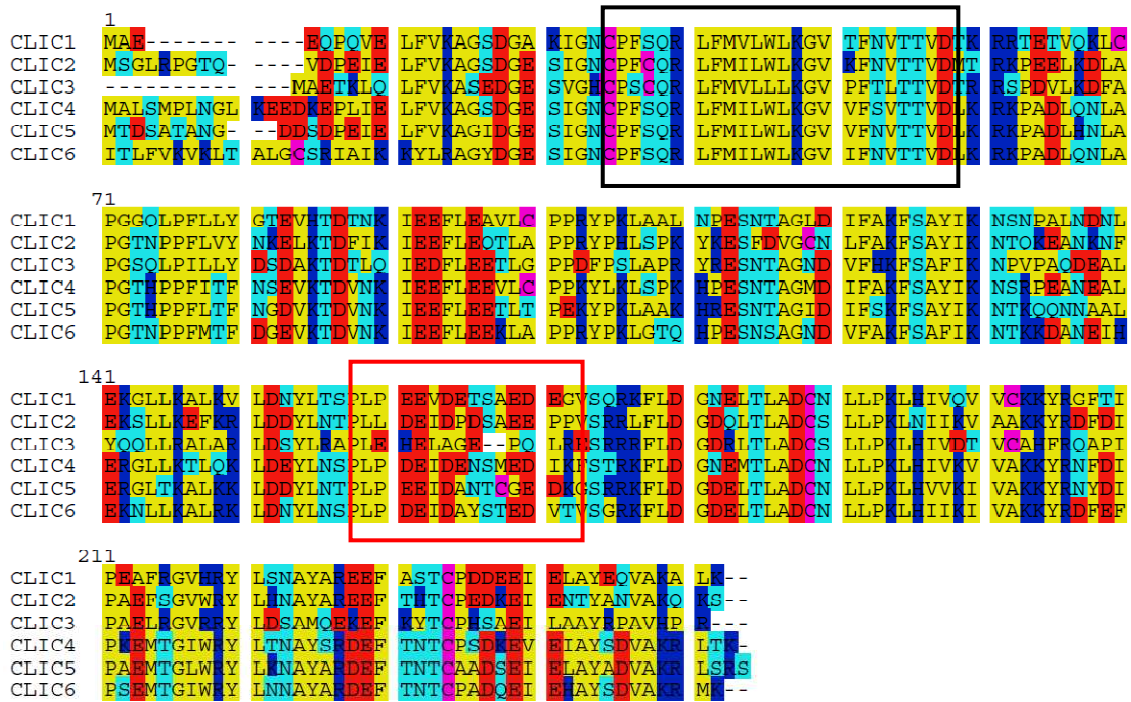 1
CLIC1 MAE------- ----EQPQVE LFVKAGSDGA KIGNCPFSQR LFMVLWLKGV TFNVTTVDTK RRTETVQKLC
CLIC2 MSGLRPGTQ- ----VDPEIE LFVKAGSDGE SIGNCPFCQR LFMILWLKGV KFNVTTVDMT RKPEELKDLA
CLIC3 ---------- ----MAETKLQ LFVKASEDGE SVGHCPSCQR LFMVLLLKGV PFTLTTVDTR RSPDVLKDFA
CLIC4 MALSMPLNGL KEEDKEPLIE LFVKAGSDGE SIGNCPFSQR LFMILWLKGV VFSVTTVDLK RKPADLQNLA
CLIC5 MTDSATANG- ---DDSDPEIE LFVKAGIDGE SIGNCPFSQR LFMILWLKGV VFNVTTVDLK RKPADLHNLA
CLIC6 ITLFVKVKLT ALGCSRIAIK KYLRAGYDGE SIGNCPFSQR LFMILWLKGV IFNVTTVDLK RKPADLQNLA
71
CLIC1 PGGQLPFLLY GTEVHTDTNK IEEFLEAVLC PPRYPKLAAL NPESNTAGLD IFAKFSAYIK NSNPALNDNL
CLIC2 PGTNPPFLVY NKELKTDFIK IEEFLEQTLA PPRYPHLSPK YKESFDVGCN LFAKFSAYIK NTQKEANKNF
CLIC3 PGSQLPILLY DSDAKTDTLQ IEDFLEETLG PPDFPSLAPR YRESNTAGND VFHKFSAFIK NPVPAQDEAL
CLIC4 PGTHPPFITF NSEVKTDVNK IEEFLEEVLC PPKYLKLSPK HPESNTAGMD IFAKFSAYIK NSRPEANEAL
CLIC5 PGTHPPFLTF NGDVKTDVNK IEEFLEETLT PEKYPKLAAK HRESNTAGID IFSKFSAYIK NTKQQNNAAL
CLIC6 PGTNPPFMTF DGEVKTDVNK IEEFLEEKLA PPRYPKLGTQ HPESNSAGND VFAKFSAFIK NTKKDANEIH
141
CLIC1 EKGLLKALKV LDNYLTSPLP EEVDETSAED EGVSQRKFLD GNELTLADCN LLPKLHIVQV VCKKYRGFTI
CLIC2 EKSLLKEFKR LDDYLNTPLL DEIDPDSAEE PPVSRRLFLD GDQLTLADCS LLPKLNIIKV AAKKYRDFDI
CLIC3 YQQLLRALAR LDSYLRAPLE HELAGE--PQ LRESRRRFLD GDRLTLADCS LLPKLHIVDT VCAHFRQAPI
CLIC4 ERGLLKTLQK LDEYLNSPLP DEIDENSMED IKFSTRKFLD GNEMTLADCN LLPKLHIVKV VAKKYRNFDI
CLIC5 ERGLTKALKK LDDYLNTPLP EEIDANTCGE DKGSRRKFLD GDELTLADCN LLPKLHVVKI VAKKYRNYDI
CLIC6 EKNLLKALRK LDNYLNSPLP DEIDAYSTED VTVSGRKFLD GDELTLADCN LLPKLHIIKI VAKKYRDFEF
211
CLIC1 PEAFRGVHRY LSNAYAREEF ASTCPDDEEI ELAYEQVAKA LK--
CLIC2 PAEFSGVWRY LHNAYAREEF THTCPEDKEI ENTYANVAKQ KS--
CLIC3 PAELRGVRRY LDSAMQEKEF KYTCPHSAEI LAAYRPAVHP R---
CLIC4 PKEMTGIWRY LTNAYSRDEF TNTCPSDKEV EIAYSDVAKR LTK-
CLIC5 PAEMTGLWRY LKNAYARDEF TNTCAADSEI ELAYADVAKR LSRS
CLIC6 PSEMTGIWRY LNNAYARDEF TNTCPADQEI EHAYSDVAKR MK--